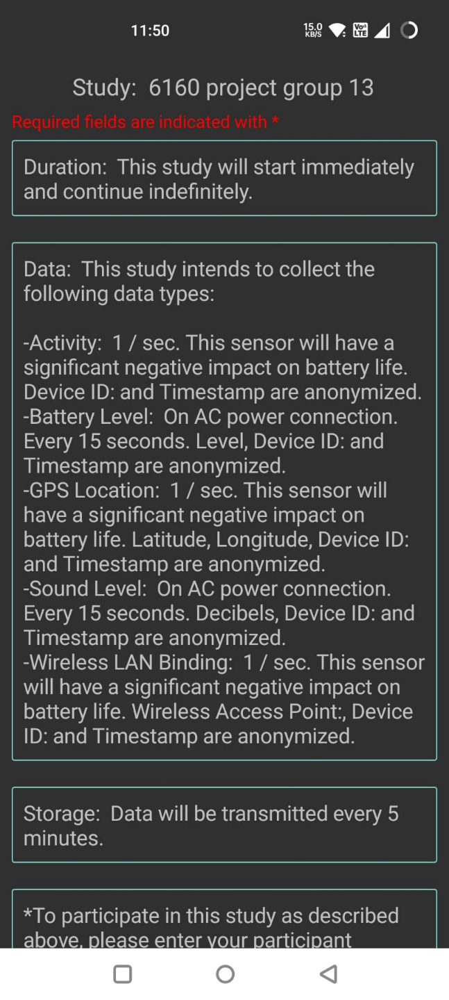 11:50
15.0
KB/S
Vo))
LTE
Study:  6160 project group 13
Required fields are indicated with *
Duration:  This study will start immediately
and continue indefinitely.
Data:  This study intends to collect the
following data types:
-Activity:  1 / sec. This sensor will have a
significant negative impact on battery life.
Device ID: and Timestamp are anonymized.
-Battery Level:  On AC power connection.
Every 15 seconds. Level, Device ID: and
Timestamp are anonymized.
-GPS Location:  1 / sec. This sensor will
have a significant negative impact on
battery life. Latitude, Longitude, Device ID:
and Timestamp are anonymized.
-Sound Level:  On AC power connection.
Every 15 seconds. Decibels, Device ID: and
Timestamp are anonymized.
-Wireless LAN Binding:  1 / sec. This sensor
will have a significant negative impact on
battery life. Wireless Access Point:, Device
ID: and Timestamp are anonymized.
Storage:  Data will be transmitted every 5
minutes.
*To participate in this study as described
above, please enter your participant